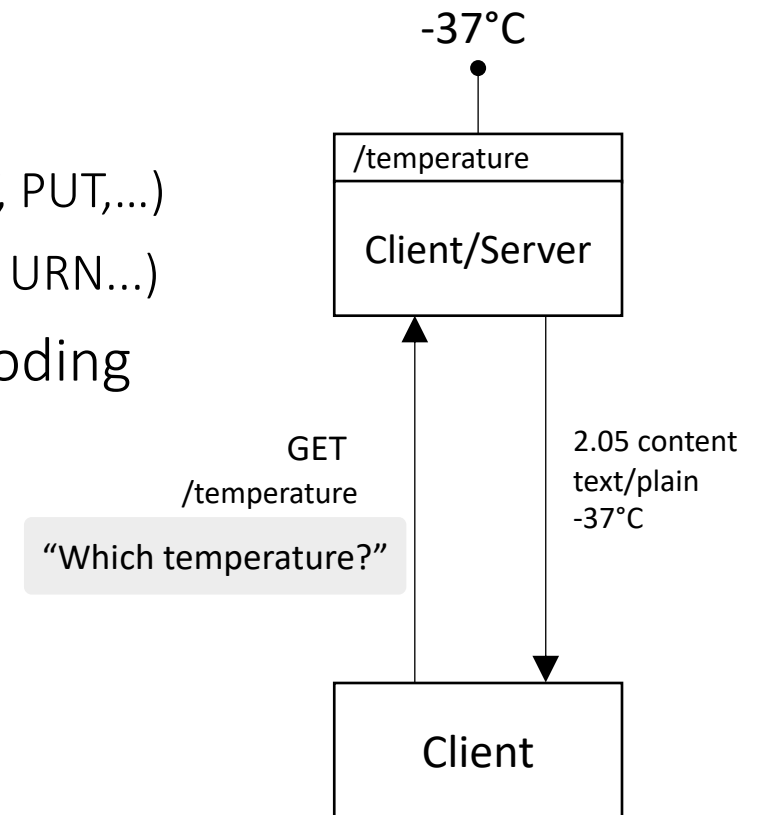 , PUT,...)
URN...)
oding
-37°C
/temperature
Client/Server
GET
/temperature
“Which temperature?”
2.05 content
text/plain
-37°C
Client